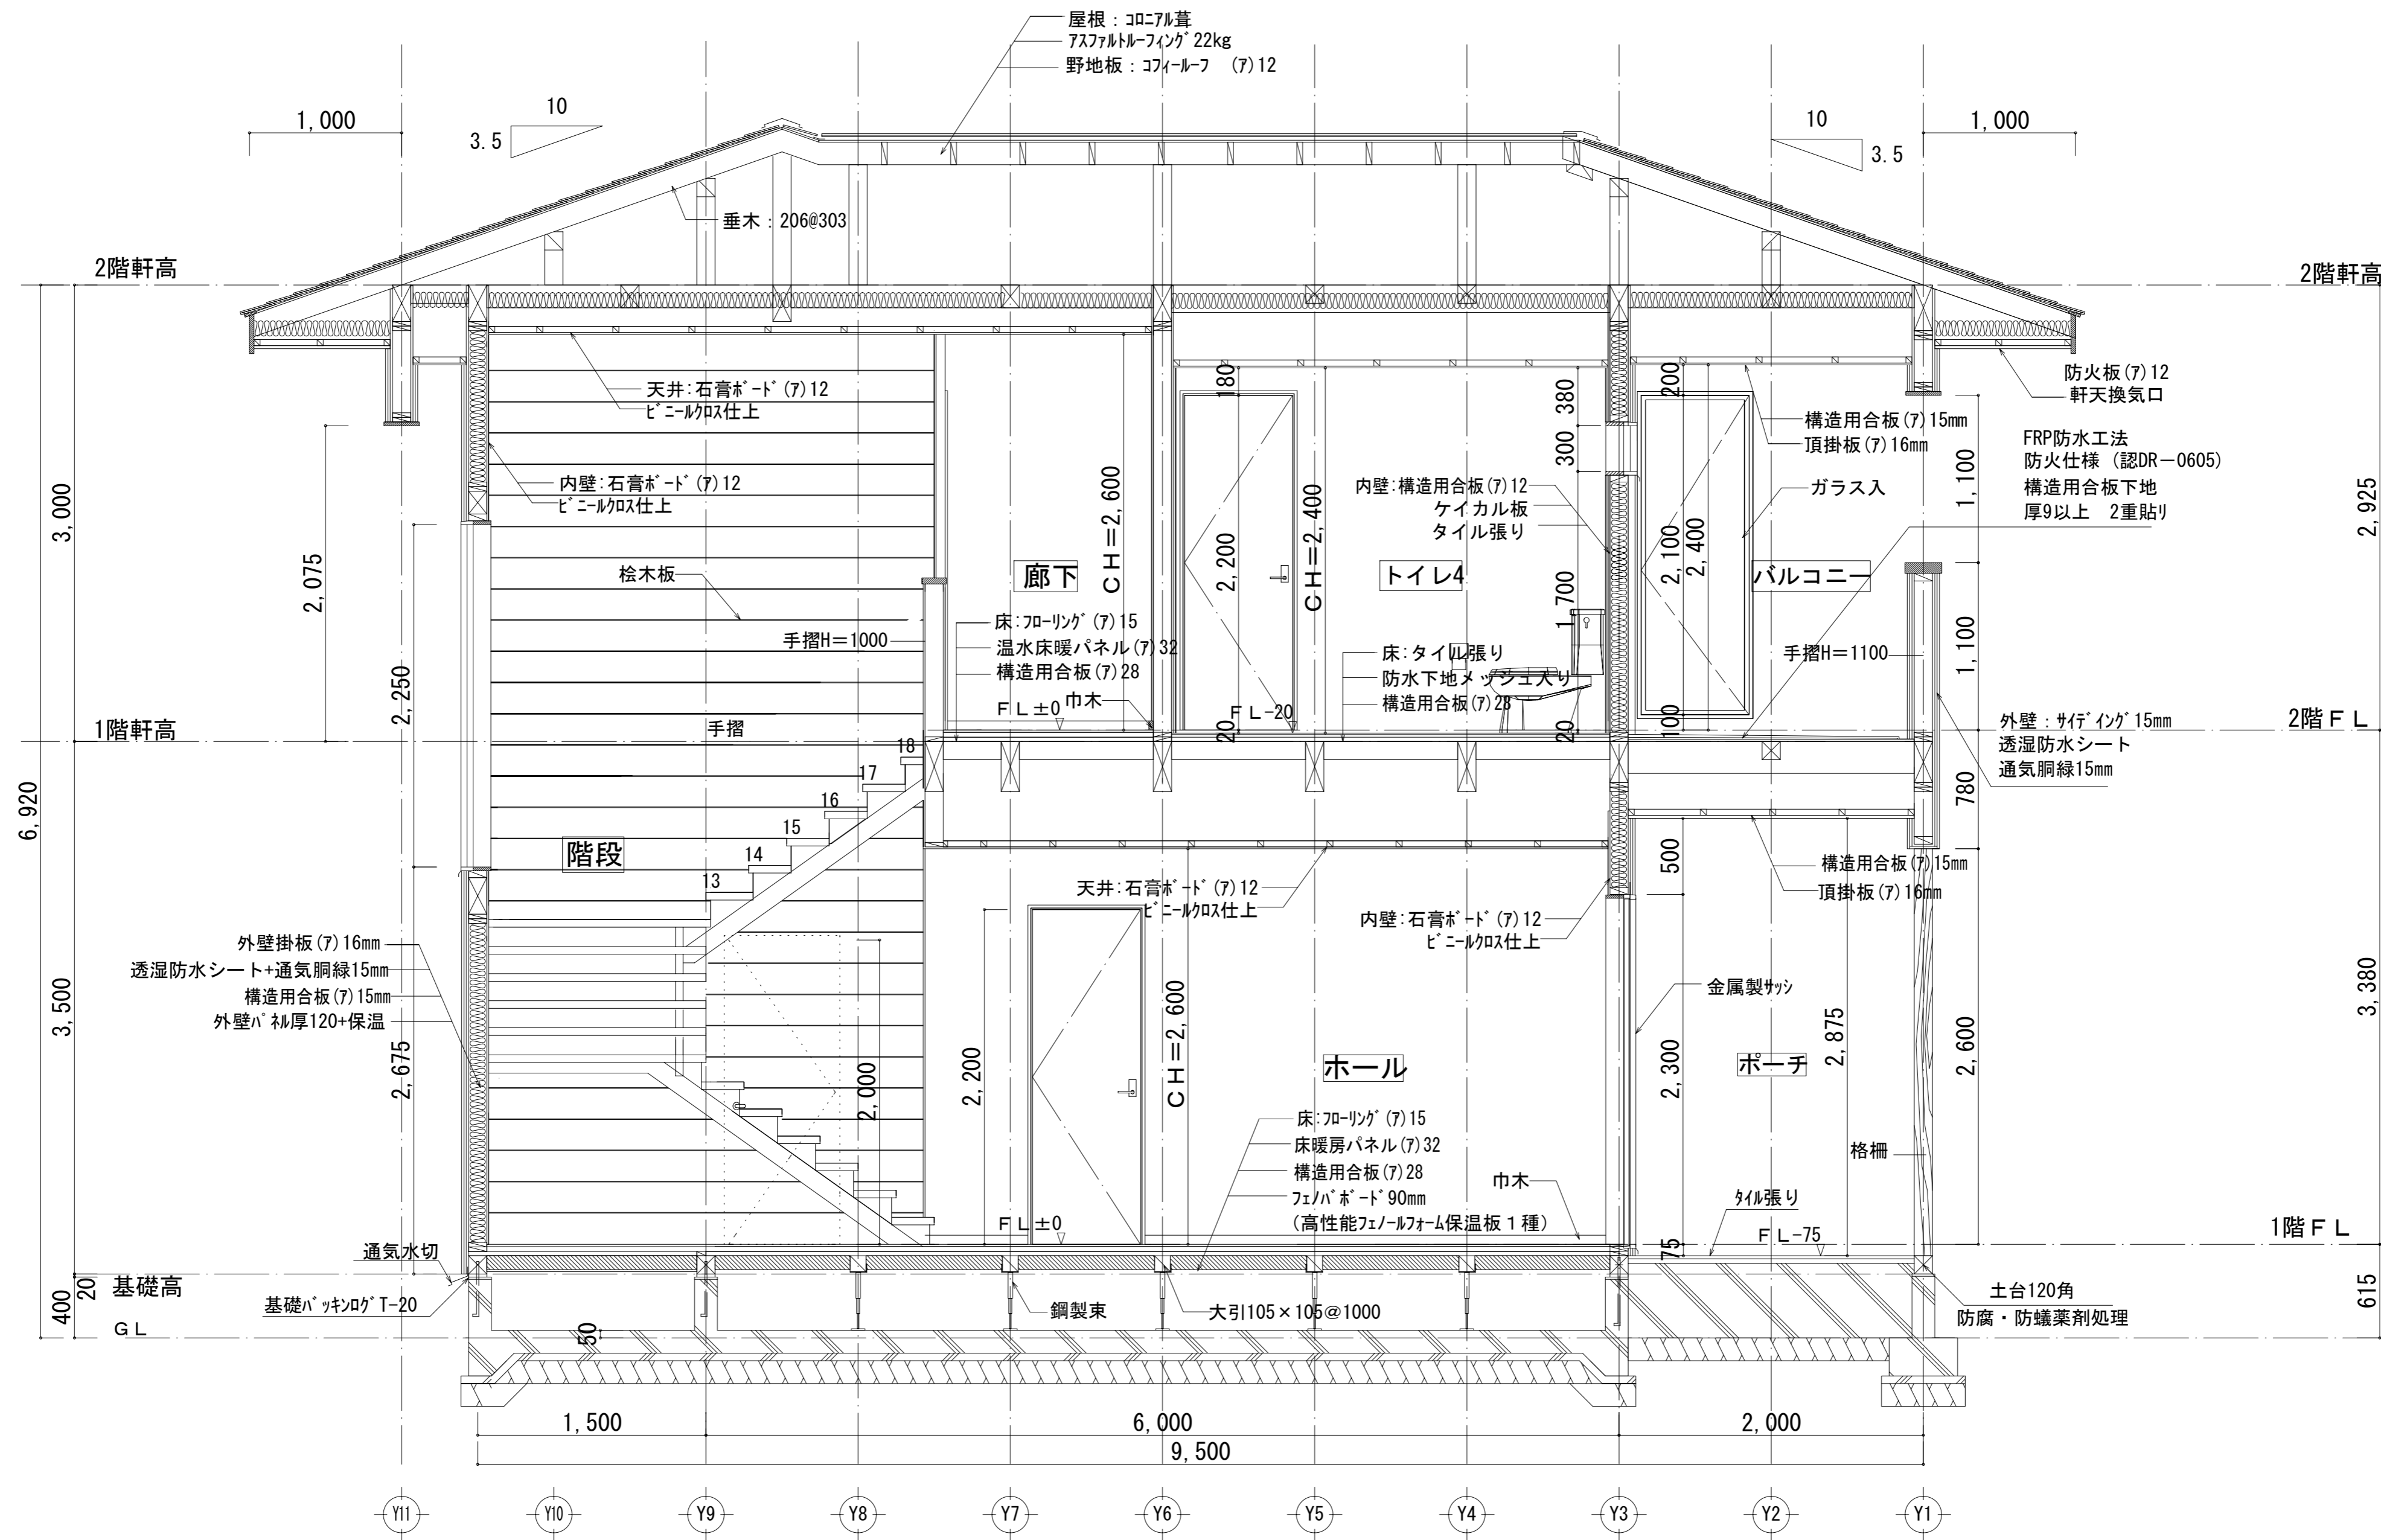 屋根：コロニアル葺
アスファルトルーフィング22kg
野地板：コフィールーフ (ア)12
1,000
10
3.5
10
3.5
1,000
垂木：206@303
2階軒高
2階軒高
天井:石膏ボード(ア)12
ビニールクロス仕上
内壁:石膏ボード(ア)12
ビニールクロス仕上
桧木板
手摺H=1000
手摺
廊下
CH=2,600
床:フローリング(ア)15
温水床暖パネル(ア)32
構造用合板(ア)28
FL±0
巾木
180
2,200
20
CH=2,400
FL-20
トイレ4
内壁:構造用合板(ア)12
ケイカル板
タイル張り
床:タイル張り
防水下地メッシュ入り
構造用合板(ア)28
380
300
1,700
20
200
2,100
2,400
100
バルコニー
ガラス入
構造用合板(ア)15mm
頂掛板(ア)16mm
防火板(ア)12
軒天換気口
FRP防水工法
防火仕様（認DR－0605）
構造用合板下地
厚9以上　2重貼り
手摺H=1100
1,100
1,100
780
2,600
外壁：サイディング15mm
透湿防水シート
通気胴緑15mm
2,925
2階FL
3,380
1階FL
615
3,000
2,075
2,250
1階軒高
6,920
3,500
2,675
400
20
基礎高
GL
階段
13
14
15
16
17
18
外壁掛板(ア)16mm
透湿防水シート+通気胴緑15mm
構造用合板(ア)15mm
外壁パネル厚120+保温
通気水切
基礎パッキンロングT-20
50
2,000
2,200
FL±0
天井:石膏ボード(ア)12
ビニールクロス仕上
内壁:石膏ボード(ア)12
ビニールクロス仕上
CH=2,600
ホール
床:フローリング(ア)15
床暖房パネル(ア)32
構造用合板(ア)28
フェノバボード90mm
(高性能フェノールフォーム保温板１種)
巾木
鋼製束
大引105×105@1000
500
2,300
75
2,875
構造用合板(ア)15mm
頂掛板(ア)16mm
金属製サッシ
ポーチ
格柵
タイル張り
FL-75
土台120角
防腐・防蟻薬剤処理
1,500
6,000
2,000
9,500
Y11
Y10
Y9
Y8
Y7
Y6
Y5
Y4
Y3
Y2
Y1